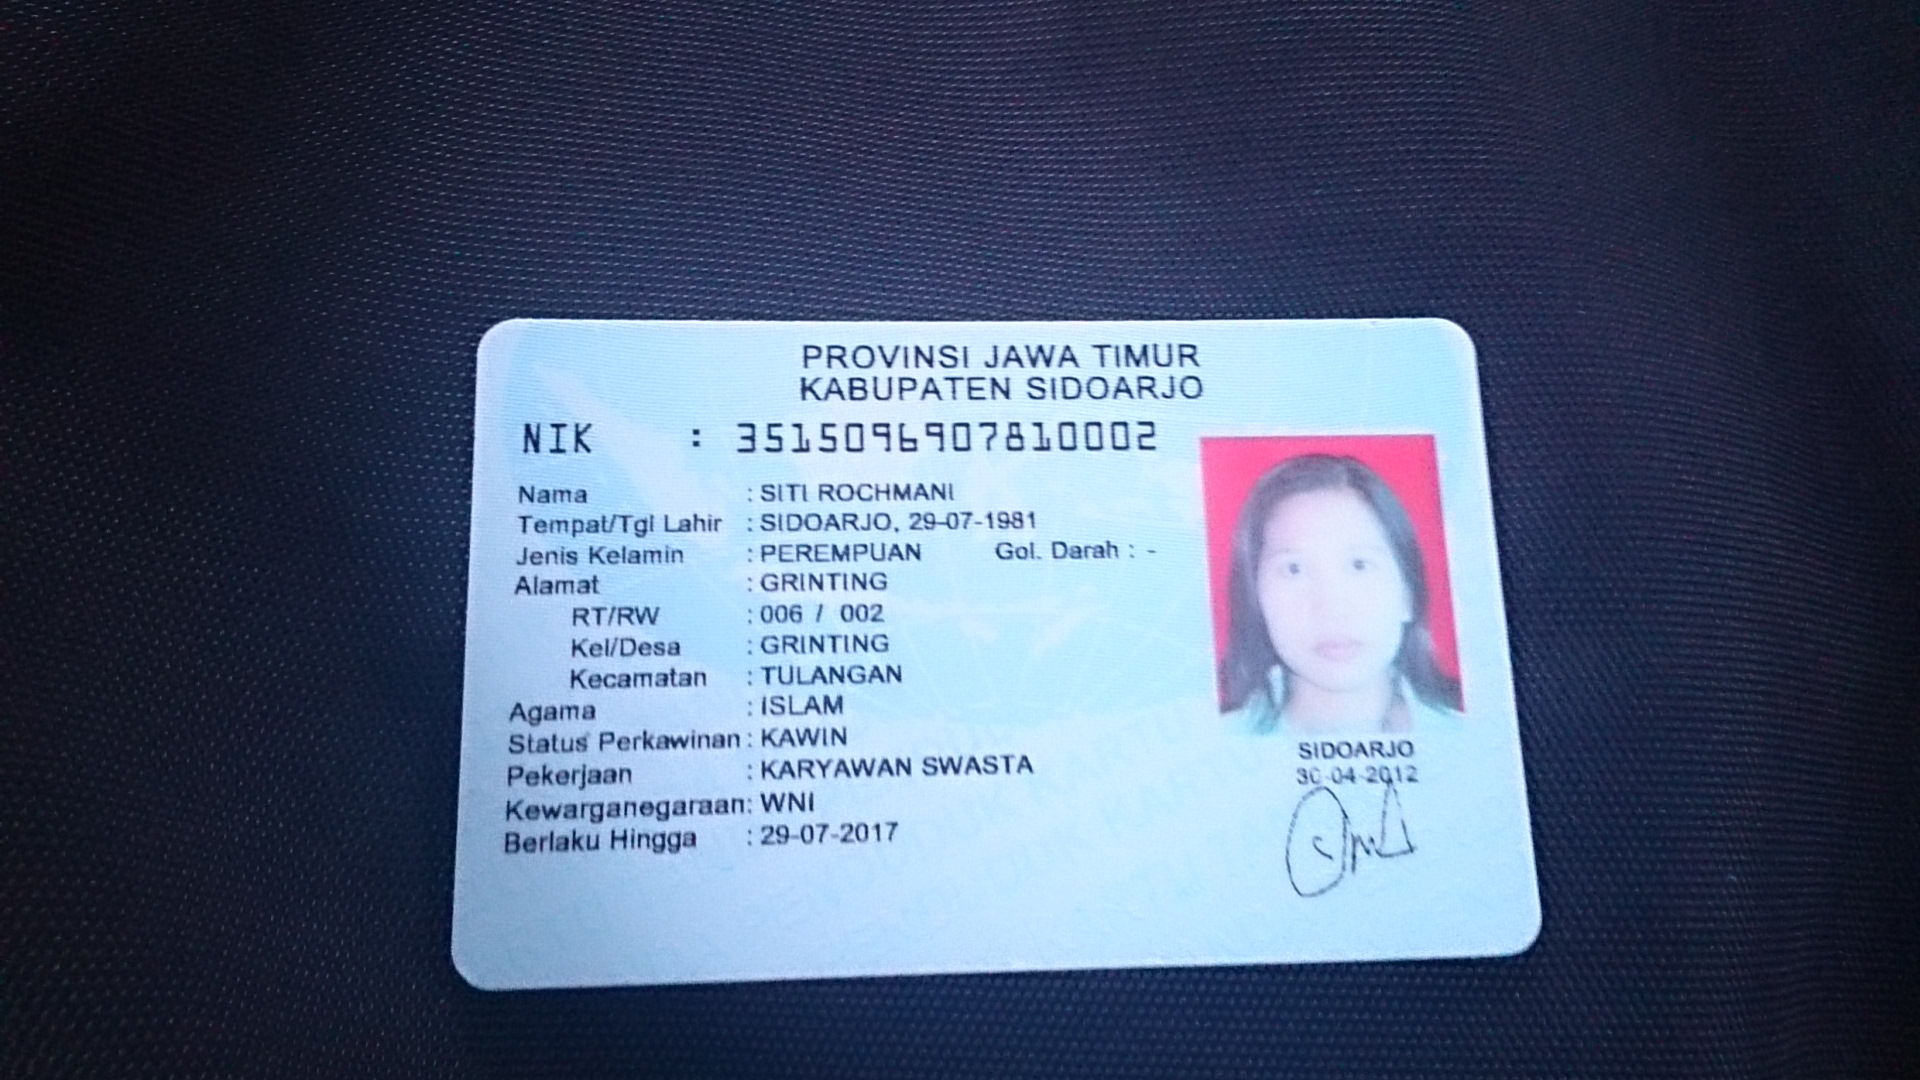 PROVINSI JAWA TIMUR
KABUPATEN SIDOARJO
NIK : 3515096907810002
Nama : SITI ROCHMANI
Tempat/Tgl Lahir : SIDOARJO, 29-07-1981
Jenis Kelamin : PEREMPUAN Gol. Darah : -
Alamat : GRINTING
RT/RW : 006 / 002
Kel/Desa : GRINTING
Kecamatan : TULANGAN
Agama : ISLAM
Status Perkawinan : KAWIN
Pekerjaan : KARYAWAN SWASTA
Kewarganegaraan: WNI
Berlaku Hingga : 29-07-2017
SIDOARJO
30-04-2012